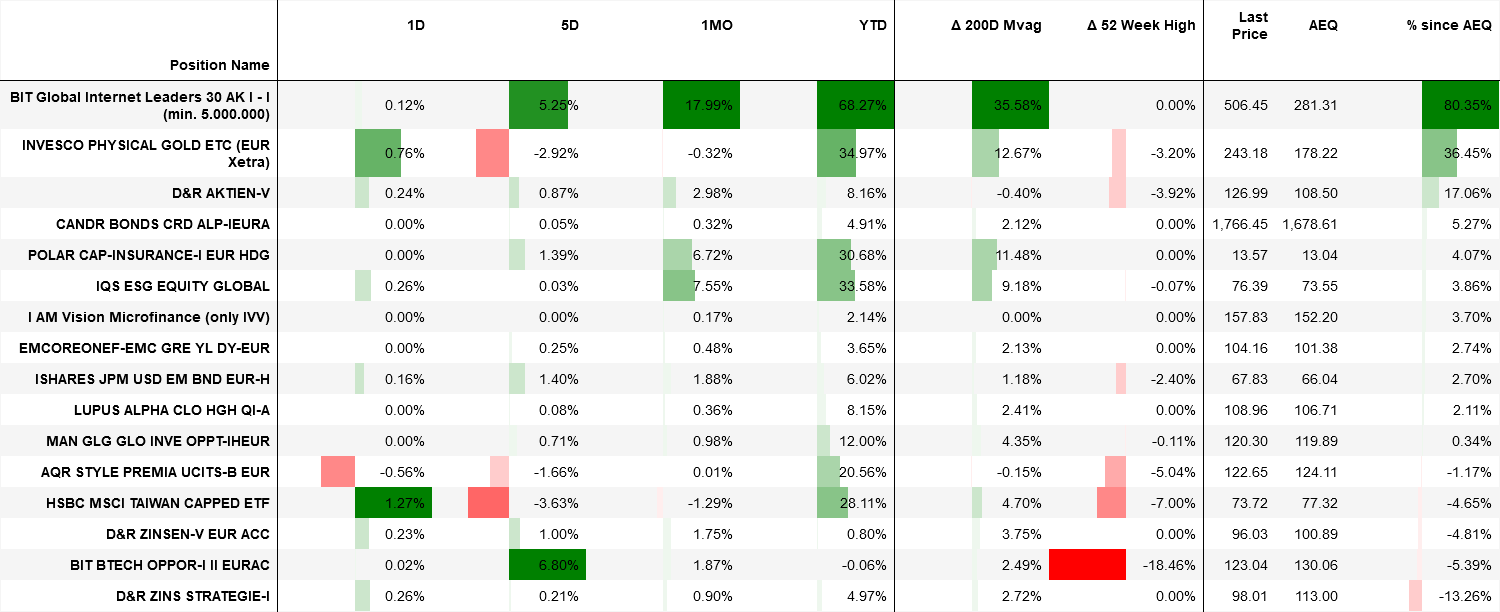 Position Name 1D 5D 1MO YTD Δ 200D Mvag Δ 52 Week High Last Price AEQ % since AEQ
BIT Global Internet Leaders 30 AK I - I (min. 5.000.000) 0.12% 5.25% 17.99% 68.27% 35.58% 0.00% 506.45 281.31 80.35%
INVESCO PHYSICAL GOLD ETC (EUR Xetra) 0.76% -2.92% -0.32% 34.97% 12.67% -3.20% 243.18 178.22 36.45%
D&R AKTIEN-V 0.24% 0.87% 2.98% 8.16% -0.40% -3.92% 126.99 108.50 17.06%
CANDR BONDS CRD ALP-IEURA 0.00% 0.05% 0.32% 4.91% 2.12% 0.00% 1,766.45 1,678.61 5.27%
POLAR CAP-INSURANCE-I EUR HDG 0.00% 1.39% 6.72% 30.68% 11.48% 0.00% 13.57 13.04 4.07%
IQS ESG EQUITY GLOBAL 0.26% 0.03% 7.55% 33.58% 9.18% -0.07% 76.39 73.55 3.86%
I AM Vision Microfinance (only IVV) 0.00% 0.00% 0.17% 2.14% 0.00% 0.00% 157.83 152.20 3.70%
EMCOREONEF-EMC GRE YL DY-EUR 0.00% 0.25% 0.48% 3.65% 2.13% 0.00% 104.16 101.38 2.74%
ISHARES JPM USD EM BND EUR-H 0.16% 1.40% 1.88% 6.02% 1.18% -2.40% 67.83 66.04 2.70%
LUPUS ALPHA CLO HGH QI-A 0.00% 0.08% 0.36% 8.15% 2.41% 0.00% 108.96 106.71 2.11%
MAN GLG GLO INVE OPPT-IHEUR 0.00% 0.71% 0.98% 12.00% 4.35% -0.11% 120.30 119.89 0.34%
AQR STYLE PREMIA UCITS-B EUR -0.56% -1.66% 0.01% 20.56% -0.15% -5.04% 122.65 124.11 -1.17%
HSBC MSCI TAIWAN CAPPED ETF 1.27% -3.63% -1.29% 28.11% 4.70% -7.00% 73.72 77.32 -4.65%
D&R ZINSEN-V EUR ACC 0.23% 1.00% 1.75% 0.80% 3.75% 0.00% 96.03 100.89 -4.81%
BIT BTECH OPPOR-I II EURAC 0.02% 6.80% 1.87% -0.06% 2.49% -18.46% 123.04 130.06 -5.39%
D&R ZINS STRATEGIE-I 0.26% 0.21% 0.90% 4.97% 2.72% 0.00% 98.01 113.00 -13.26%